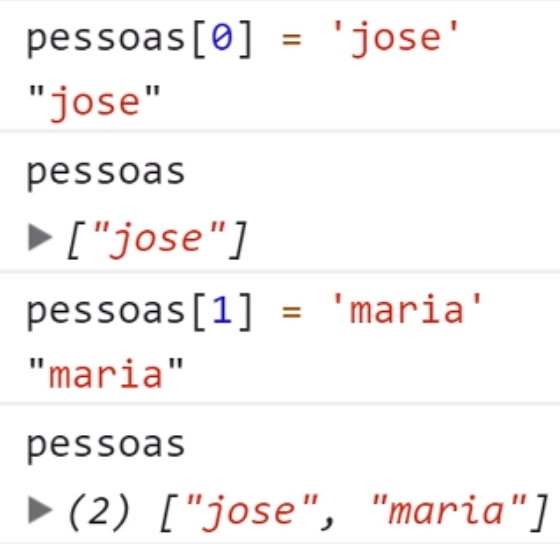 pessoas[0] = 'jose'
"jose"
pessoas
▶ ["jose"]
pessoas[1] = 'maria'
"maria"
pessoas
▶ (2) ["jose", "maria"]